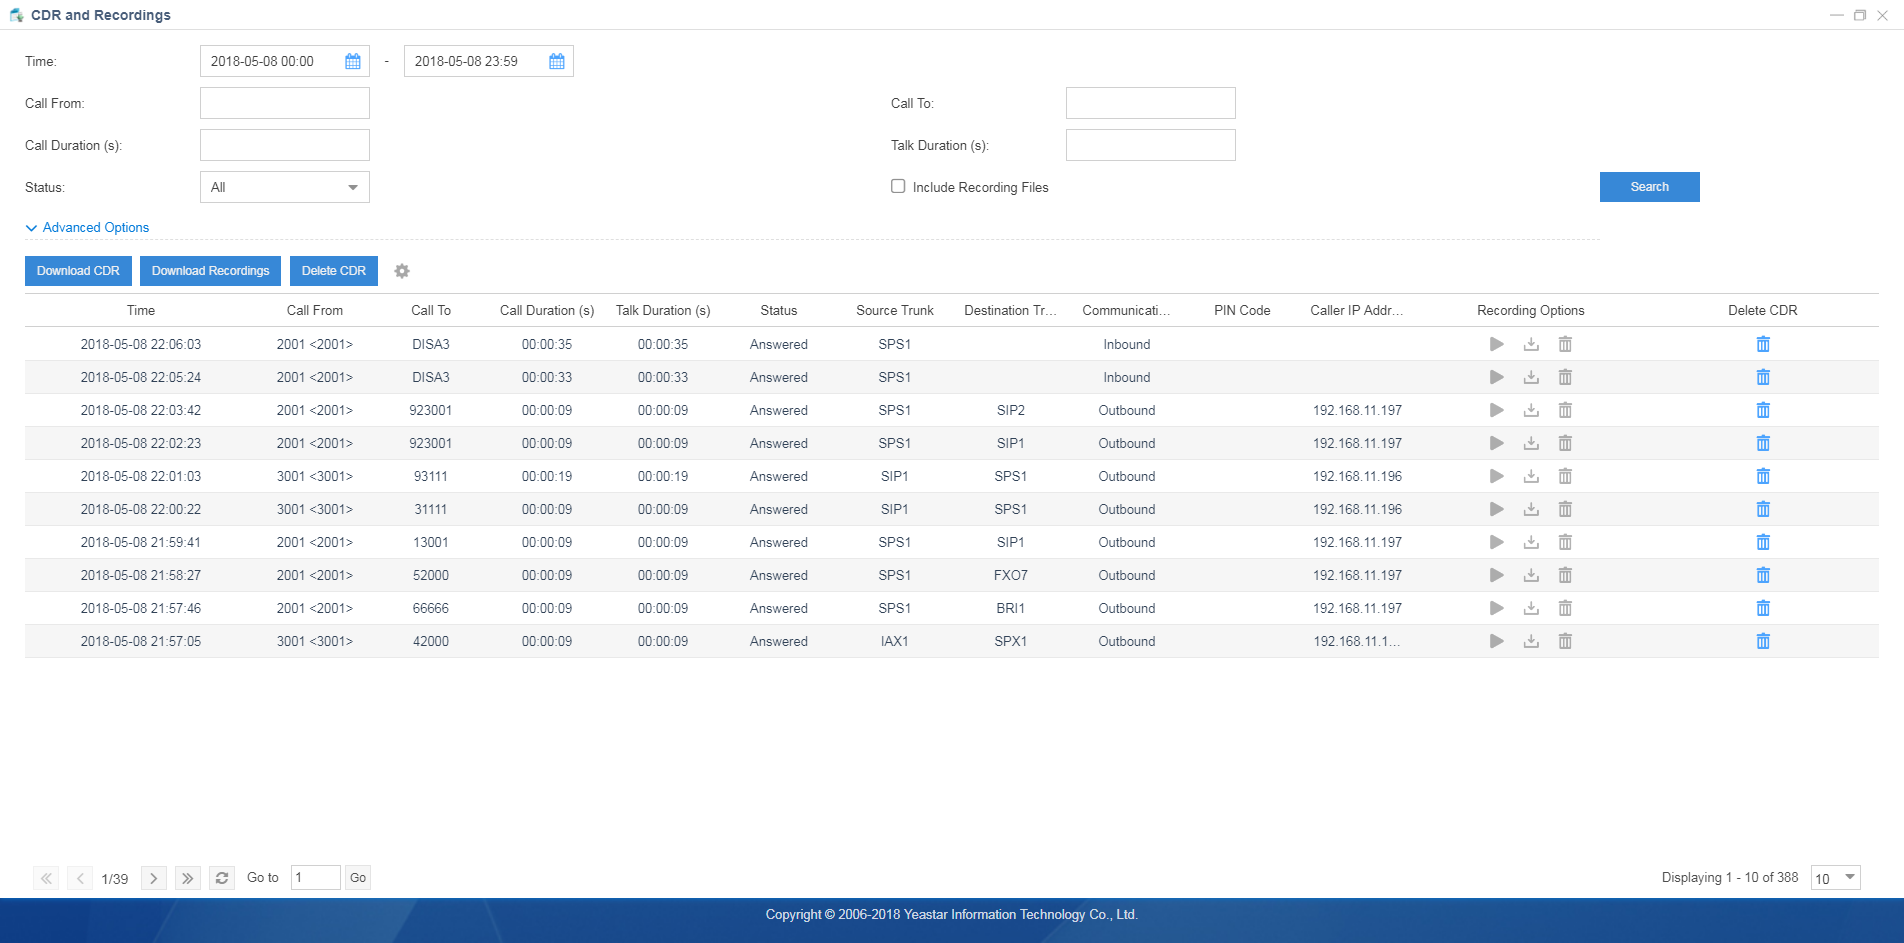 CDR and Recordings
Time: 2018-05-08 00:00 - 2018-05-08 23:59
Call From: Call To:
Call Duration (s): Talk Duration (s):
Status: All Include Recording Files Search
Advanced Options
Download CDR Download Recordings Delete CDR
Time Call From Call To Call Duration (s) Talk Duration (s) Status Source Trunk Destination Tr... Communicati... PIN Code Caller IP Addr... Recording Options Delete CDR
2018-05-08 22:06:03 2001 <2001> DISA3 00:00:35 00:00:35 Answered SPS1 Inbound
2018-05-08 22:05:24 2001 <2001> DISA3 00:00:33 00:00:33 Answered SPS1 Inbound
2018-05-08 22:03:42 2001 <2001> 923001 00:00:09 00:00:09 Answered SPS1 SIP2 Outbound 192.168.11.197
2018-05-08 22:02:23 2001 <2001> 923001 00:00:09 00:00:09 Answered SPS1 SIP1 Outbound 192.168.11.197
2018-05-08 22:01:03 3001 <3001> 93111 00:00:19 00:00:19 Answered SIP1 SPS1 Outbound 192.168.11.196
2018-05-08 22:00:22 3001 <3001> 31111 00:00:09 00:00:09 Answered SIP1 SPS1 Outbound 192.168.11.196
2018-05-08 21:59:41 2001 <2001> 13001 00:00:09 00:00:09 Answered SPS1 SIP1 Outbound 192.168.11.197
2018-05-08 21:58:27 2001 <2001> 52000 00:00:09 00:00:09 Answered SPS1 FXO7 Outbound 192.168.11.197
2018-05-08 21:57:46 2001 <2001> 66666 00:00:09 00:00:09 Answered SPS1 BRI1 Outbound 192.168.11.197
2018-05-08 21:57:05 3001 <3001> 42000 00:00:09 00:00:09 Answered IAX1 SPX1 Outbound 192.168.11.1...
1/39 Go to 1 Go Displaying 1 - 10 of 388 10
Copyright © 2006-2018 Yeastar Information Technology Co., Ltd.